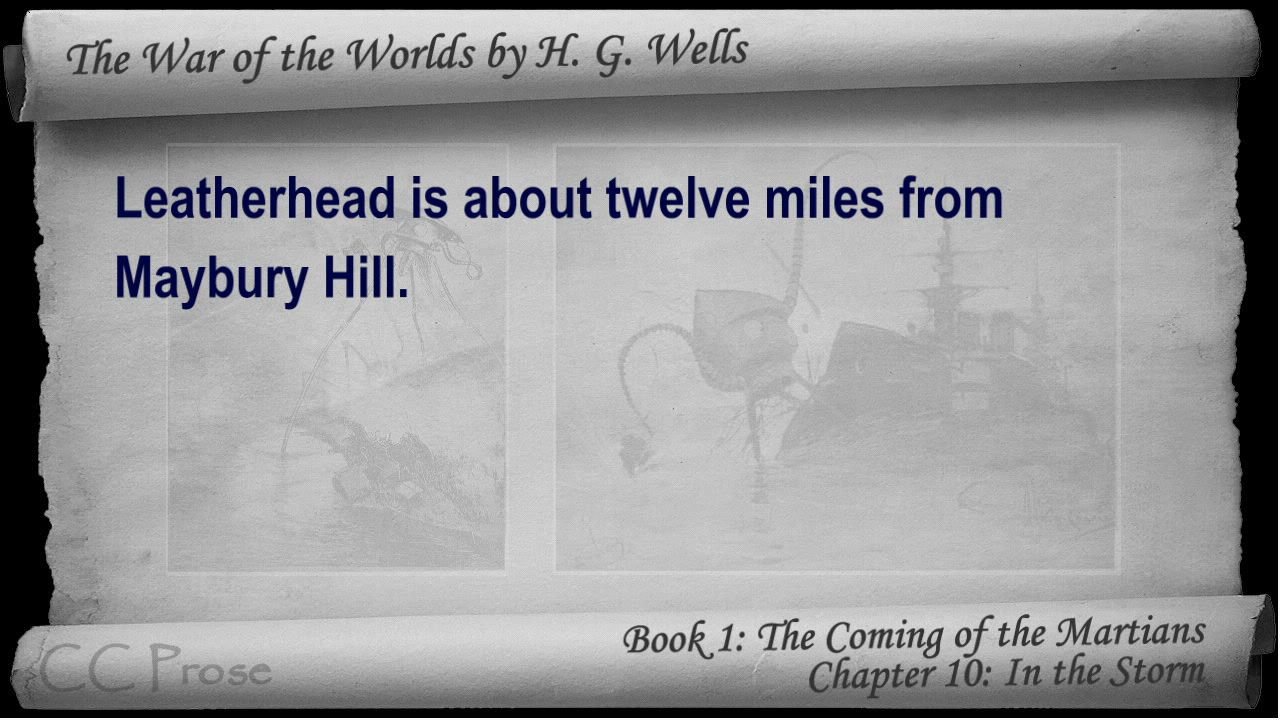 The War of the Worlds by H. G. Wells
Leatherhead is about twelve miles from
Maybury Hill.
Book 1: The Coming of the Martians
Chapter 10: In the Storm
CC Prose